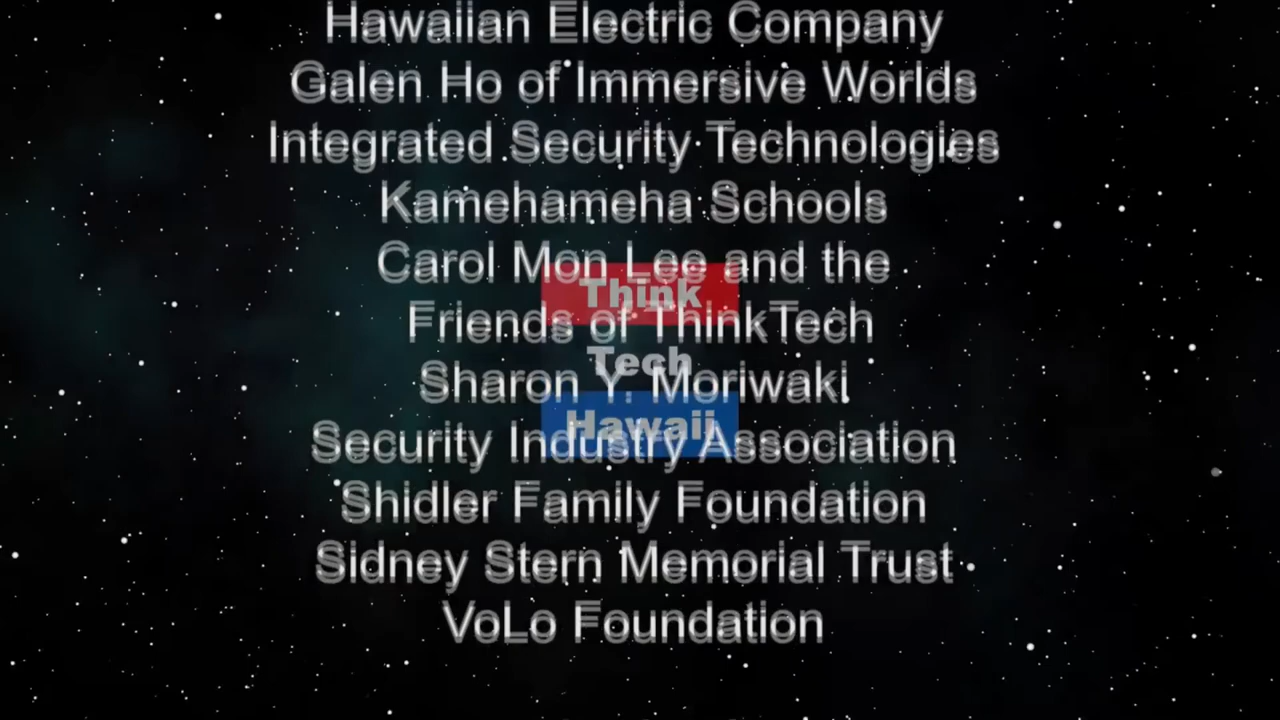 Hawaiian Electric Company
Galen Ho of Immersive Worlds
Integrated Security Technologies
Kamehameha Schools
Carol Mon Lee and the
Friends of ThinkTech
Sharon Y. Moriwaki
Security Industry Association
Shidler Family Foundation
Sidney Stern Memorial Trust
VoLo Foundation
Think
Tech
Hawaii